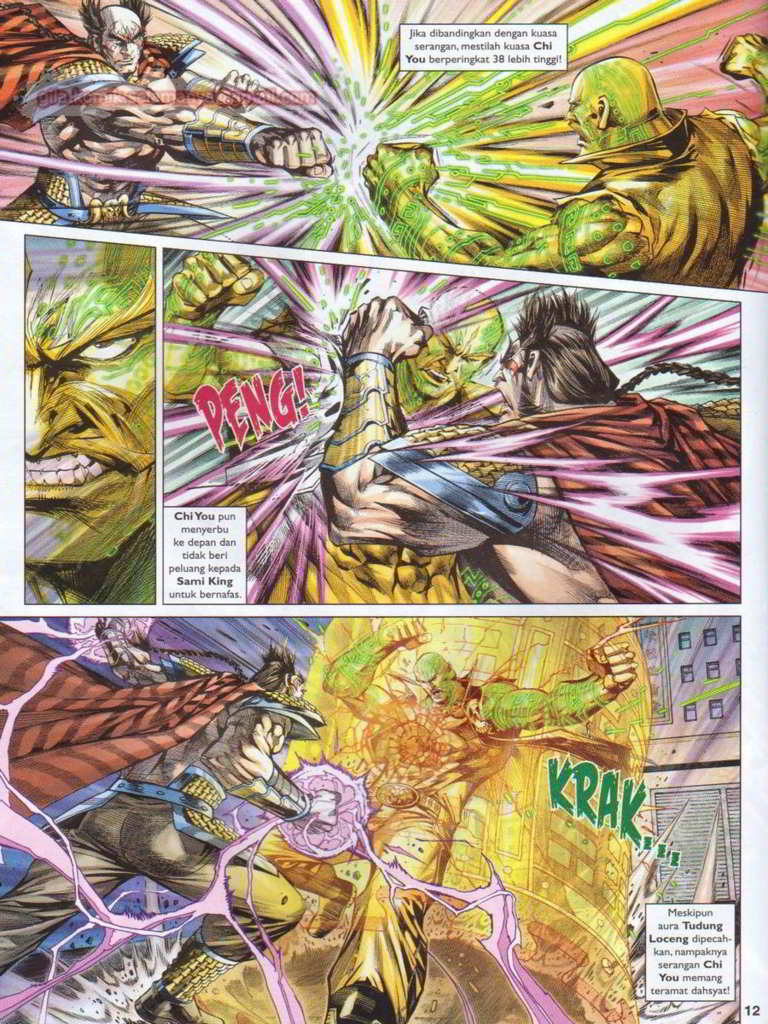 Jika dibandingkan dengan kuasa
serangan, mestilah kuasa Chi
You berperingkat 38 lebih tinggi!
PENG!
Chi You pun
menyerbu
ke depan dan
tidak beri
peluang kepada
Sami King
untuk bernafas.
KRAK...
Meskipun
aura Tudung
Loceng dipecah-
kan, nampaknya
serangan Chi
You memang
teramat dahsyat!
12